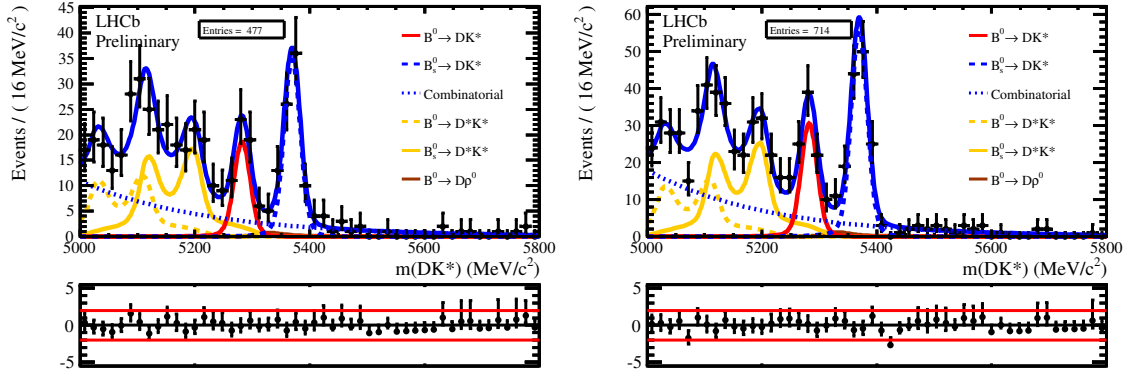 LHCb
Preliminary
Entries = 477
B⁰→ DK*
B⁰ₛ→ DK*
Combinatorial
B⁰→ D*K*
B⁰ₛ→ D*K*
B⁰→ Dρ⁰
Events / ( 16 MeV/c² )
45
40
35
30
25
20
15
10
5
0
5000 5200 5400 5600 5800
m(DK*) (MeV/c²)
5
0
-5
LHCb
Preliminary
Entries = 714
B⁰→ DK*
B⁰ₛ→ DK*
Combinatorial
B⁰→ D*K*
B⁰ₛ→ D*K*
B⁰→ Dρ⁰
Events / ( 16 MeV/c² )
60
50
40
30
20
10
0
5000 5200 5400 5600 5800
m(DK*) (MeV/c²)
5
0
-5